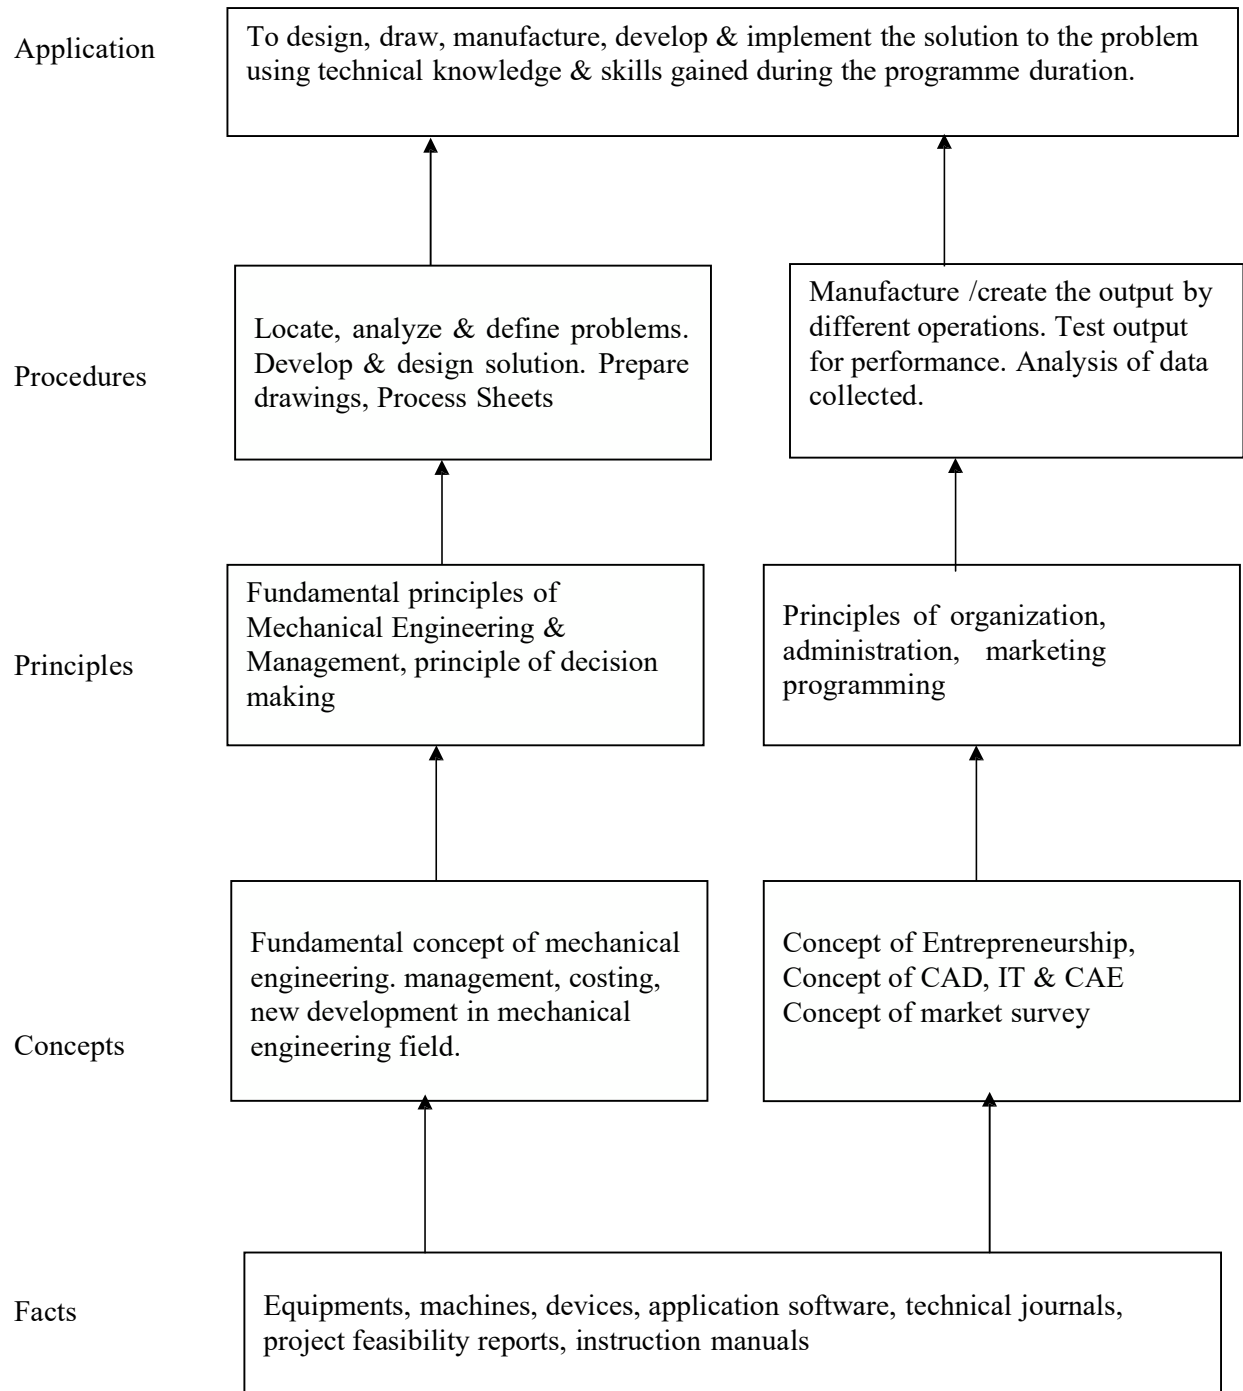 Application
To design, draw, manufacture, develop & implement the solution to the problem
using technical knowledge & skills gained during the programme duration.
Procedures
Locate, analyze & define problems.
Develop & design solution. Prepare
drawings, Process Sheets
Manufacture /create the output by
different operations. Test output
for performance. Analysis of data
collected.
Principles
Fundamental principles of
Mechanical Engineering &
Management, principle of decision
making
Principles of organization,
administration, marketing
programming
Concepts
Fundamental concept of mechanical
engineering. management, costing,
new development in mechanical
engineering field.
Concept of Entrepreneurship,
Concept of CAD, IT & CAE
Concept of market survey
Facts
Equipments, machines, devices, application software, technical journals,
project feasibility reports, instruction manuals